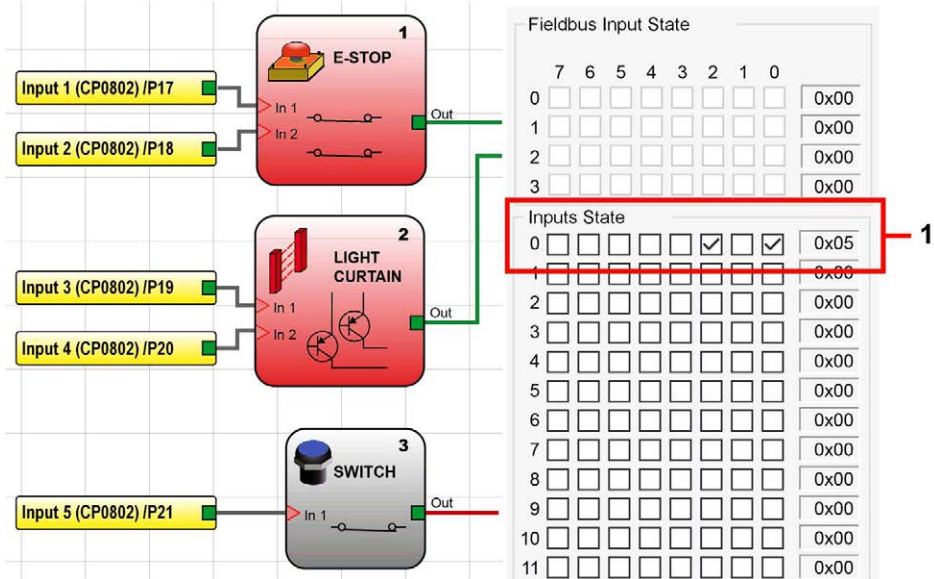 1
E-STOP
Input 1 (CP0802) /P17
In 1
Out
Input 2 (CP0802) /P18
In 2
2
LIGHT
CURTAIN
Input 3 (CP0802) /P19
In 1
Out
Input 4 (CP0802) /P20
In 2
3
SWITCH
Input 5 (CP0802) /P21
In 1
Out
Fieldbus Input State
7 6 5 4 3 2 1 0
0 0x00
1 0x00
2 0x00
3 0x00
Inputs State
0 0x05
1
1 0x00
2 0x00
3 0x00
4 0x00
5 0x00
6 0x00
7 0x00
8 0x00
9 0x00
10 0x00
11 0x00